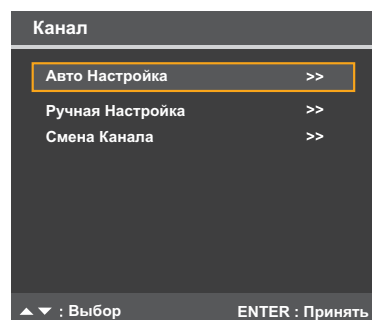 Канал
Авто Настройка >>
Ручная Настройка >>
Смена Канала >>
▲ ▼ : Выбор ENTER : Принять